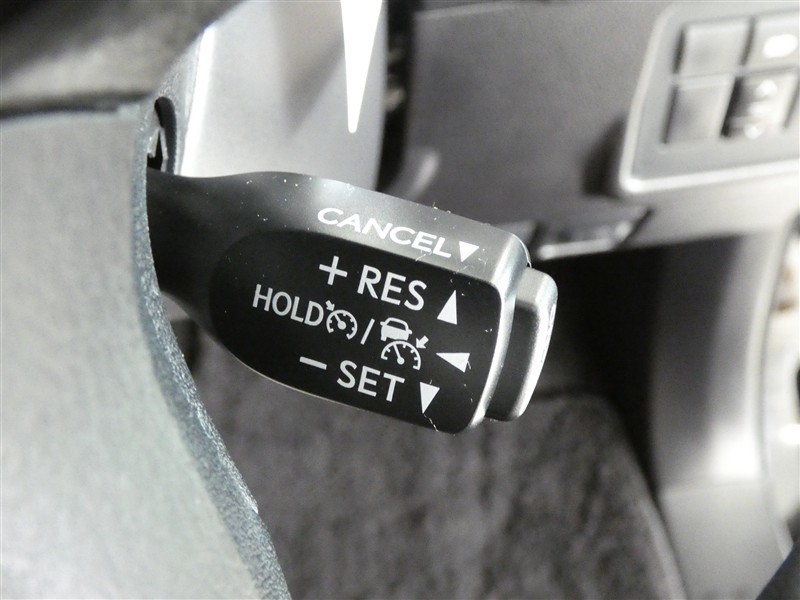 CANCEL▼
+ RES ▲
HOLD / ◀
− SET ▼